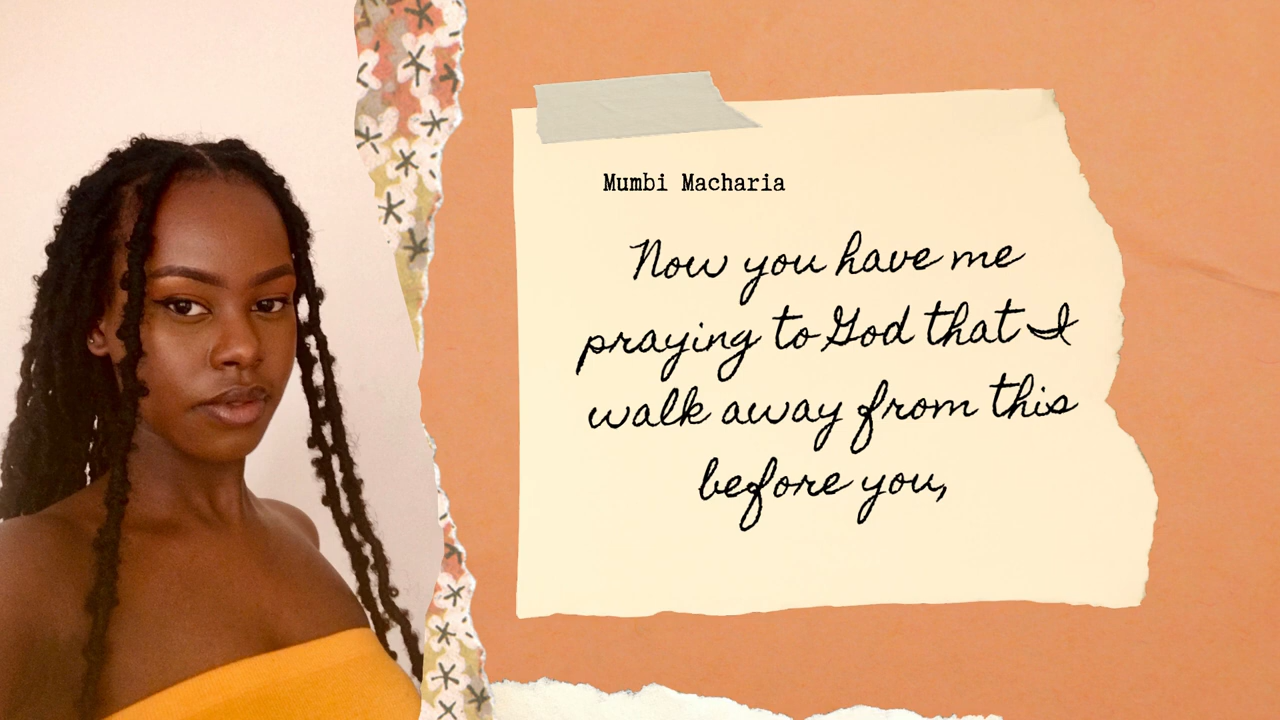 Mumbi Macharia
Now you have me
praying to God that I
walk away from this
before you,